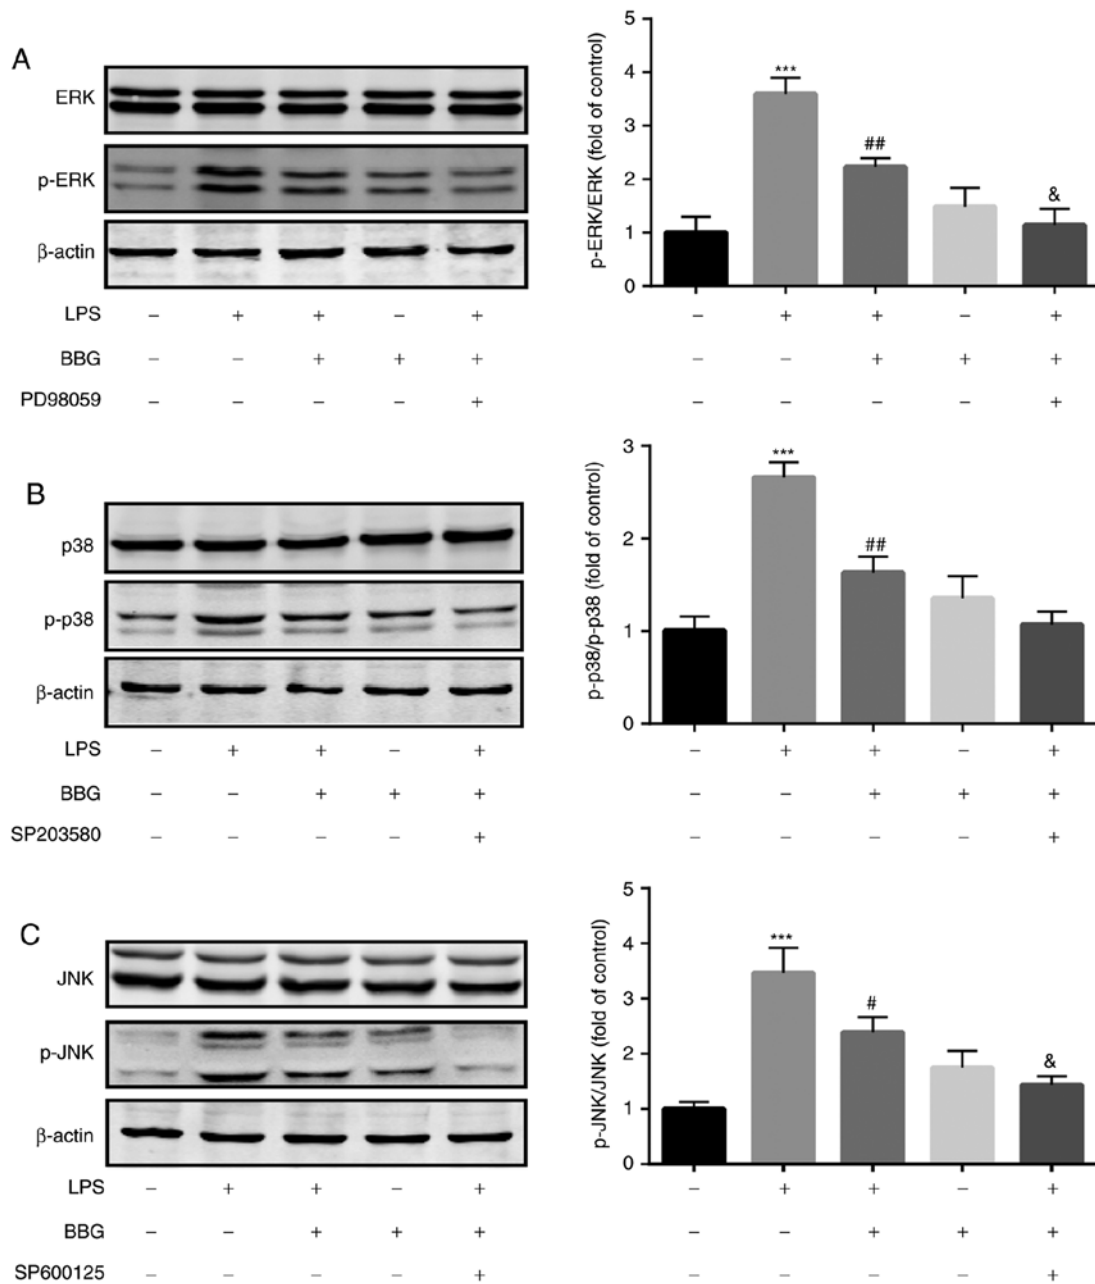 A
ERK
p-ERK
β-actin
LPS – + + – +
BBG – – + + +
PD98059 – – – – +
p-ERK/ERK (fold of control)
5
4
3
2
1
0
***
##
&
– + + – +
– – + + +
– – – – +
B
p38
p-p38
β-actin
LPS – + + – +
BBG – – + + +
SP203580 – – – – +
p-p38/p-p38 (fold of control)
3
2
1
0
***
##
– + + – +
– – + + +
– – – – +
C
JNK
p-JNK
β-actin
LPS – + + – +
BBG – – + + +
SP600125 – – – – +
p-JNK/JNK (fold of control)
5
4
3
2
1
0
***
#
&
– + + – +
– – + + +
– – – – +